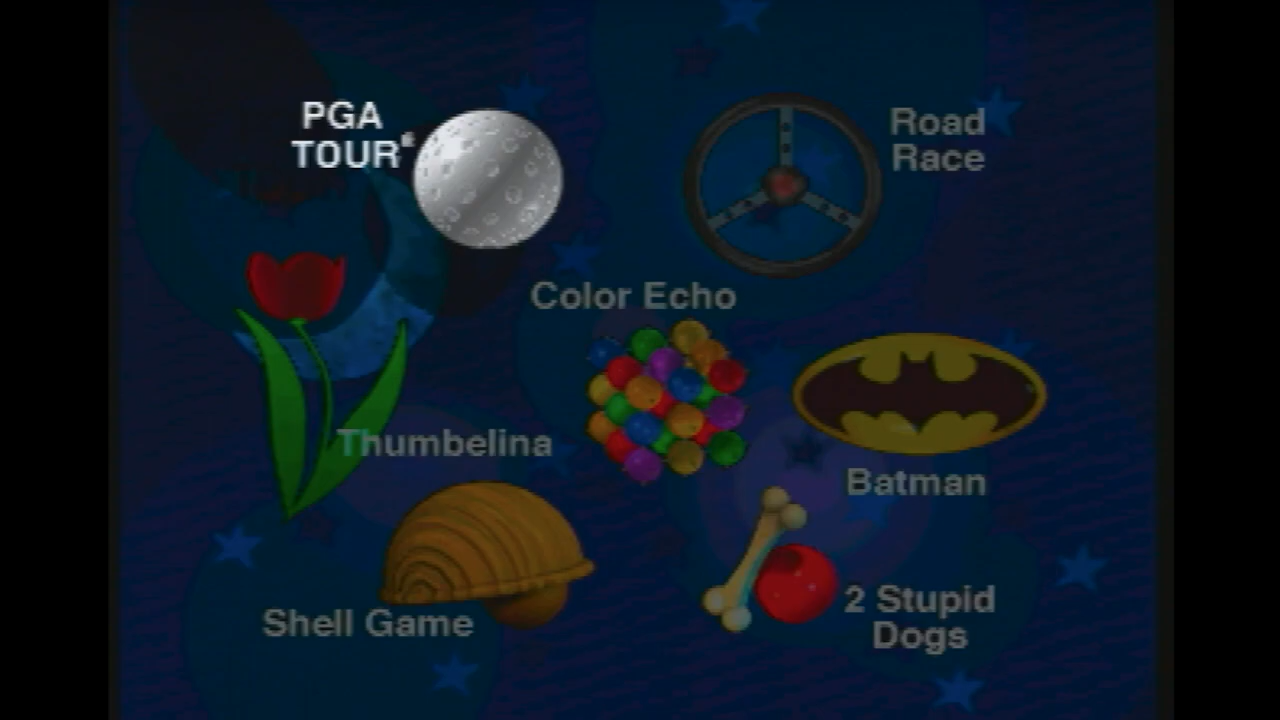 PGA
TOUR®
Road
Race
Color Echo
Thumbelina
Batman
Shell Game
2 Stupid
Dogs